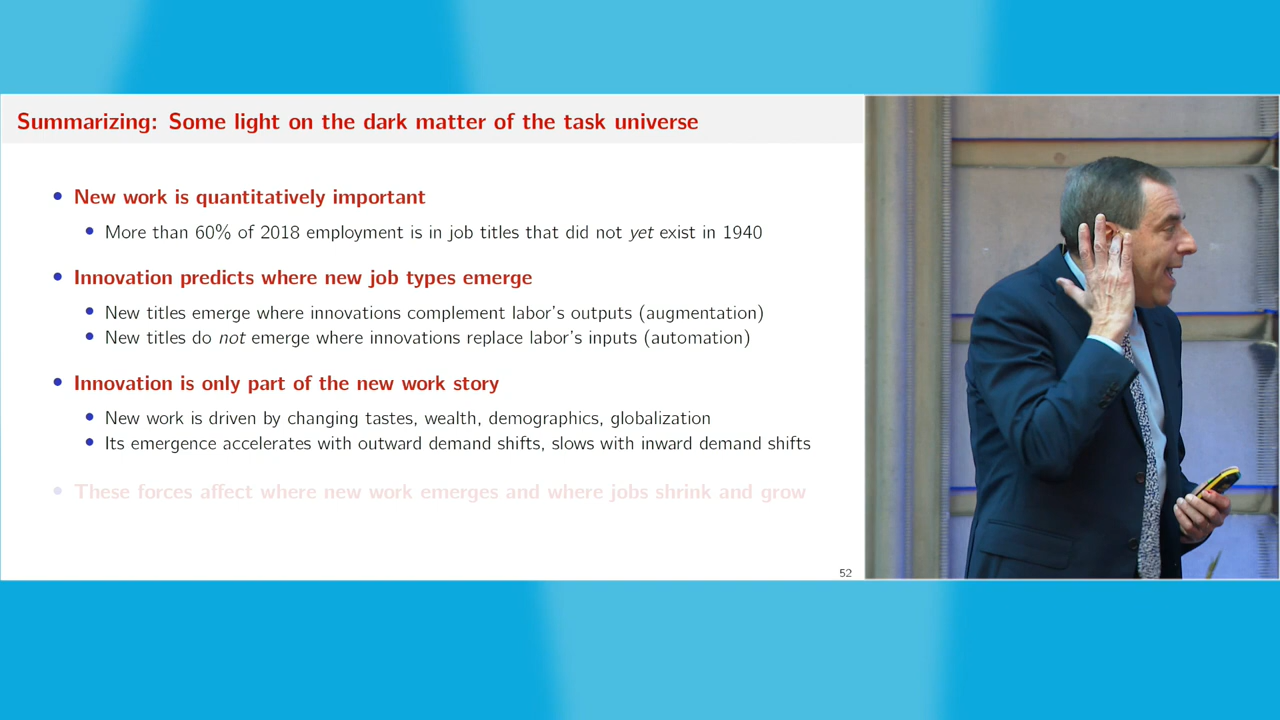 Summarizing: Some light on the dark matter of the task universe
• New work is quantitatively important
• More than 60% of 2018 employment is in job titles that did not yet exist in 1940
• Innovation predicts where new job types emerge
• New titles emerge where innovations complement labor's outputs (augmentation)
• New titles do not emerge where innovations replace labor's inputs (automation)
• Innovation is only part of the new work story
• New work is driven by changing tastes, wealth, demographics, globalization
• Its emergence accelerates with outward demand shifts, slows with inward demand shifts
• These forces affect where new work emerges and where jobs shrink and grow
52